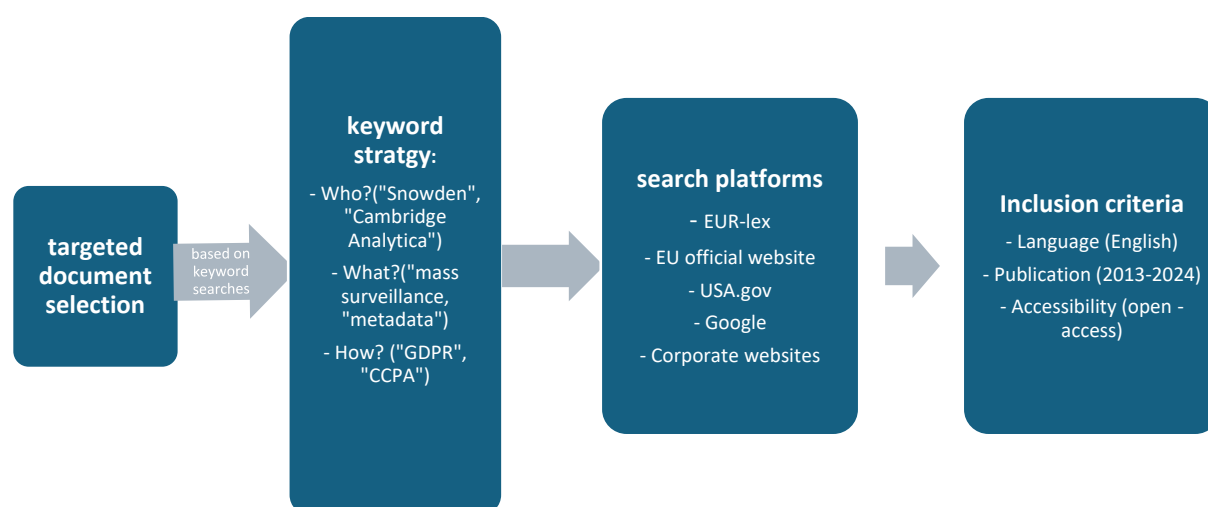 targeted
document
selection
based on
keyword
searches
keyword
stratgy:
- Who?("Snowden",
"Cambridge
Analytica")
- What?("mass
surveillance,
"metadata")
- How? ("GDPR",
"CCPA")
search platforms
- EUR-lex
- EU official website
- USA.gov
- Google
- Corporate websites
Inclusion criteria
- Language (English)
- Publication (2013-2024)
- Accessibility (open -
access)